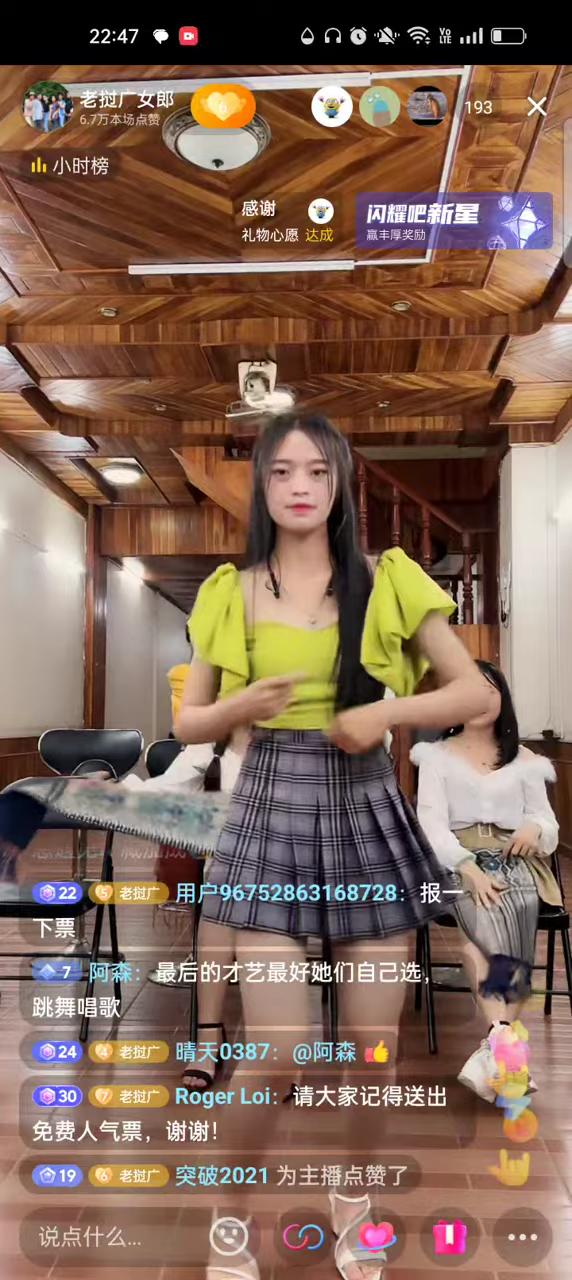 22:47
Vo
LTE
老挝广女郎
6.7万本场点赞
6
193
小时榜
感谢
礼物心愿 达成
闪耀吧新星
赢丰厚奖励
22 5 老挝广 用户96752863168728：报一
下票
7 阿森：最后的才艺最好她们自己选，
跳舞唱歌
24 4 老挝广 晴天0387：@阿森
30 7 老挝广 Roger Loi：请大家记得送出
免费人气票，谢谢！
19 6 老挝广 突破2021 为主播点赞了
说点什么...